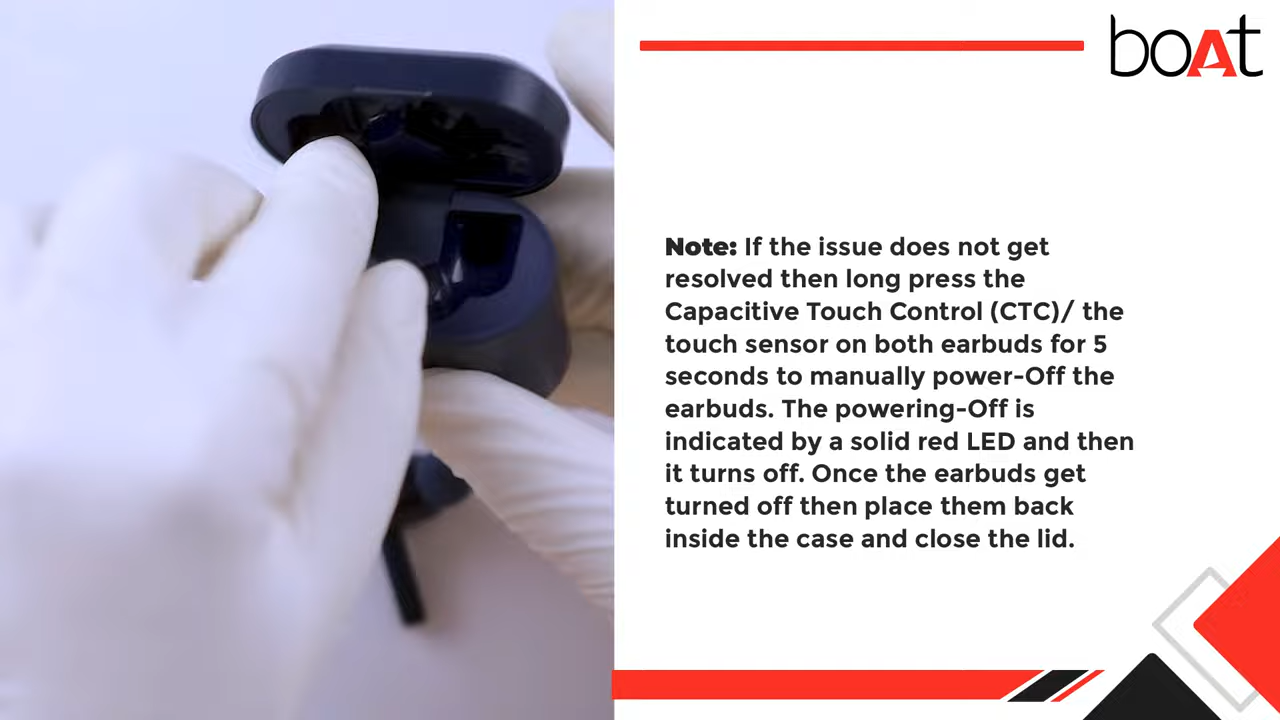 boAt
Note: If the issue does not get
resolved then long press the
Capacitive Touch Control (CTC)/ the
touch sensor on both earbuds for 5
seconds to manually power-Off the
earbuds. The powering-Off is
indicated by a solid red LED and then
it turns off. Once the earbuds get
turned off then place them back
inside the case and close the lid.